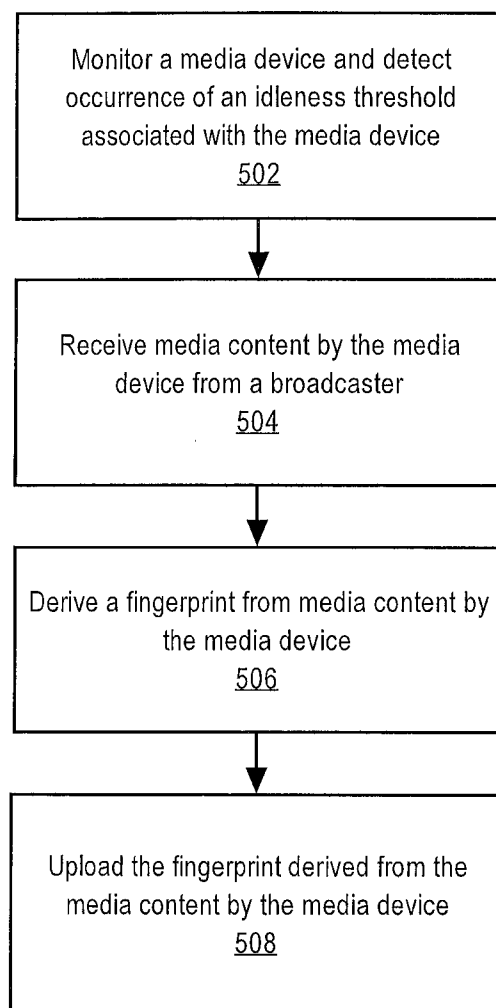 Monitor a media device and detect
occurrence of an idleness threshold
associated with the media device
502
Receive media content by the media
device from a broadcaster
504
Derive a fingerprint from media content by
the media device
506
Upload the fingerprint derived from the
media content by the media device
508